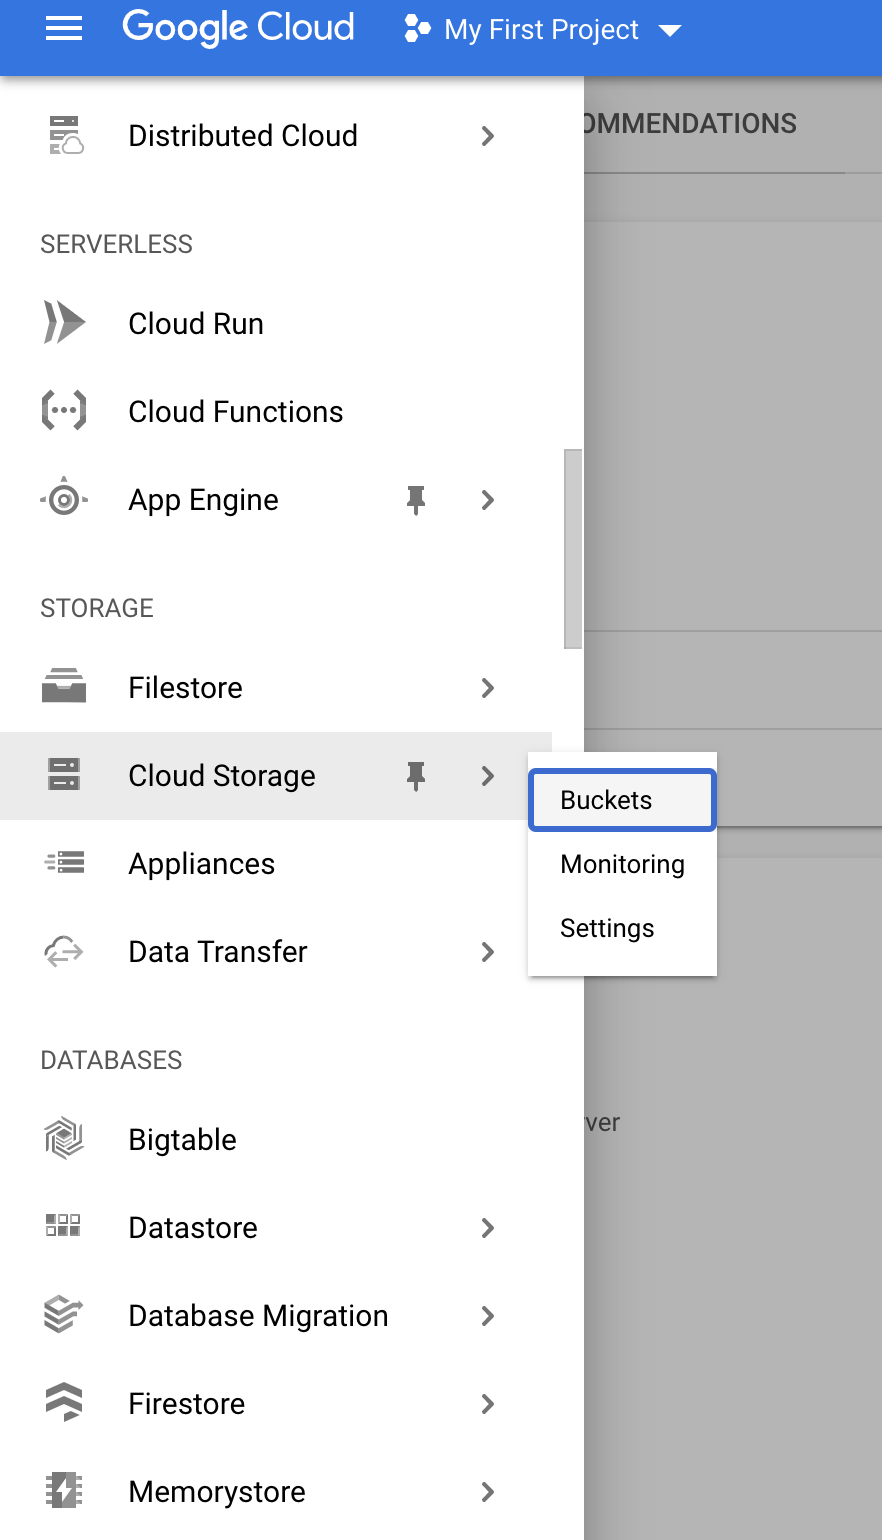 Google Cloud
My First Project
Distributed Cloud
OMMENDATIONS
SERVERLESS
Cloud Run
Cloud Functions
App Engine
STORAGE
Filestore
Cloud Storage
Buckets
Appliances
Monitoring
Settings
Data Transfer
DATABASES
ver
Bigtable
Datastore
Database Migration
Firestore
Memorystore